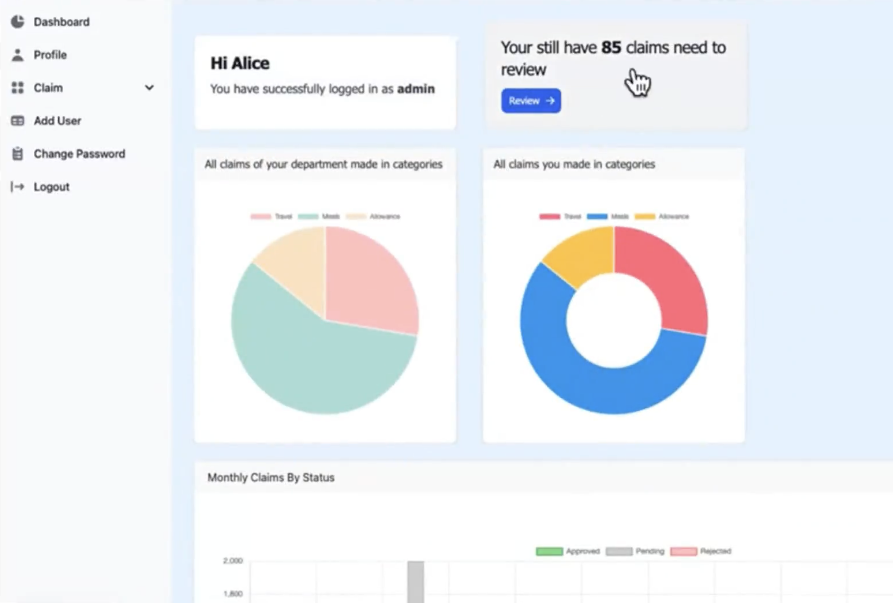 Dashboard
Profile
Claim
Add User
Change Password
Logout
Hi Alice
You have successfully logged in as admin
Your still have 85 claims need to
review
Review →
All claims of your department made in categories
Travel Meals Allowance
All claims you made in categories
Travel Meals Allowance
Monthly Claims By Status
Approved Pending Rejected
2,000
1,800